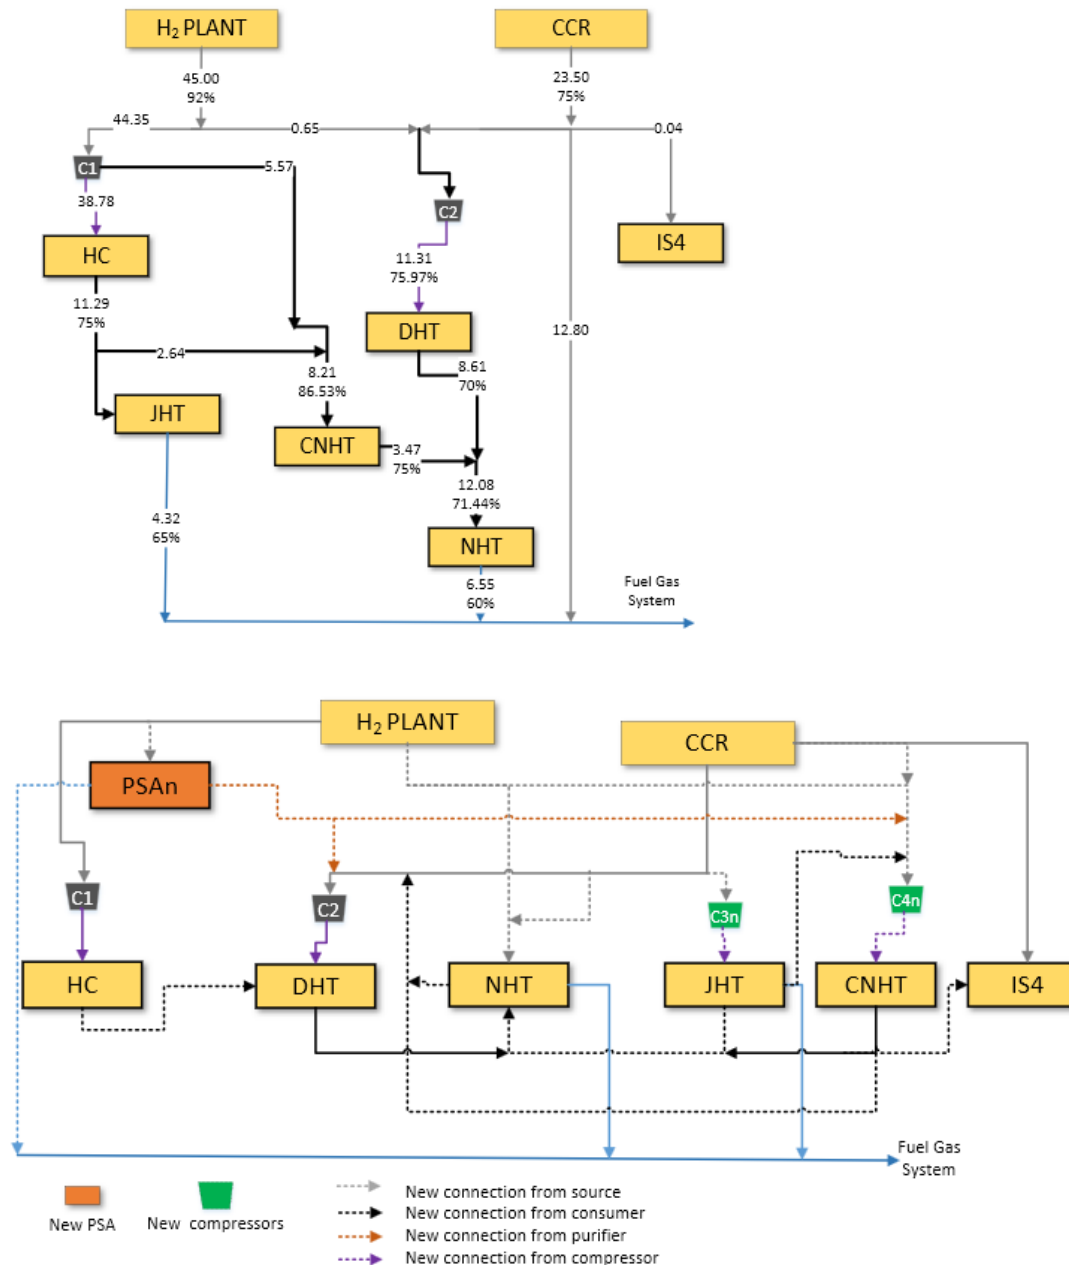 H₂ PLANT
CCR
45.00
92%
23.50
75%
44.35
0.65
0.04
C1
5.57
38.78
C2
HC
IS4
11.31
75.97%
11.29
75%
DHT
12.80
2.64
8.21
86.53%
8.61
70%
JHT
CNHT
3.47
75%
12.08
71.44%
4.32
65%
NHT
6.55
60%
Fuel Gas
System
H₂ PLANT
CCR
PSAn
C1
C2
C3n
C4n
HC
DHT
NHT
JHT
CNHT
IS4
Fuel Gas
System
New PSA
New compressors
New connection from source
New connection from consumer
New connection from purifier
New connection from compressor